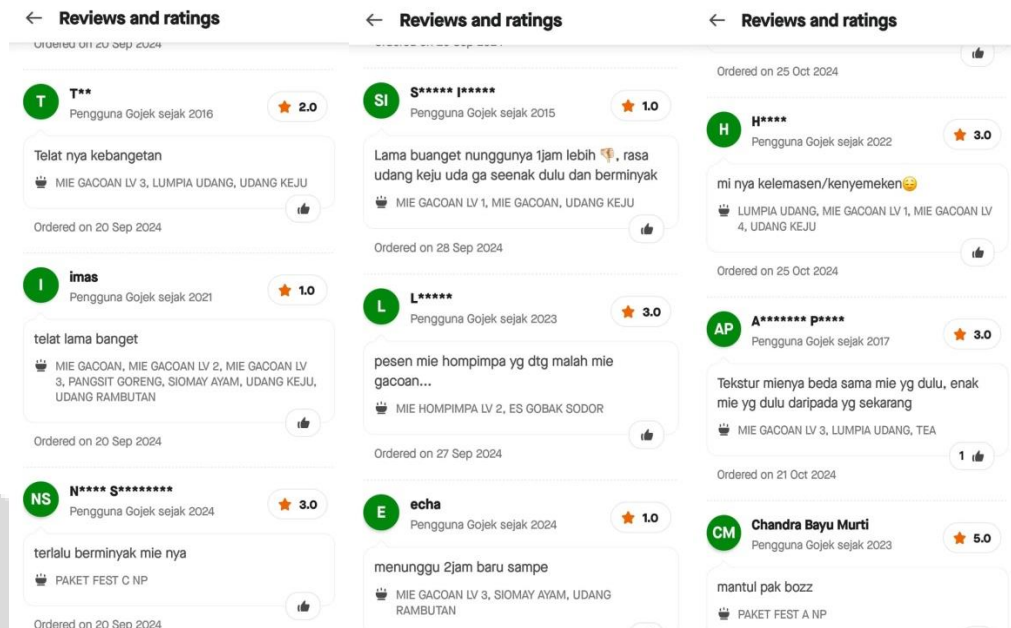 ← Reviews and ratings
Ordered on 20 Sep 2024
T
T**
Pengguna Gojek sejak 2016
2.0
Telat nya kebangetan
MIE GACOAN LV 3, LUMPIA UDANG, UDANG KEJU
Ordered on 20 Sep 2024
I
imas
Pengguna Gojek sejak 2021
1.0
telat lama banget
MIE GACOAN, MIE GACOAN LV 2, MIE GACOAN LV
3, PANGSIT GORENG, SIOMAY AYAM, UDANG KEJU,
UDANG RAMBUTAN
Ordered on 20 Sep 2024
NS
N**** S********
Pengguna Gojek sejak 2024
3.0
terlalu berminyak mie nya
PAKET FEST C NP
Ordered on 20 Sep 2024
← Reviews and ratings
SI
S***** I*****
Pengguna Gojek sejak 2015
1.0
Lama buanget nunggunya 1jam lebih 👎🏼, rasa
udang keju uda ga seenak dulu dan berminyak
MIE GACOAN LV 1, MIE GACOAN, UDANG KEJU
Ordered on 28 Sep 2024
L
L*****
Pengguna Gojek sejak 2023
3.0
pesen mie hompimpa yg dtg malah mie
gacoan...
MIE HOMPIMPA LV 2, ES GOBAK SODOR
Ordered on 27 Sep 2024
E
echa
Pengguna Gojek sejak 2024
1.0
menunggu 2jam baru sampe
MIE GACOAN LV 3, SIOMAY AYAM, UDANG
RAMBUTAN
← Reviews and ratings
Ordered on 25 Oct 2024
H
H****
Pengguna Gojek sejak 2022
3.0
mi nya kelemasen/kenyemeken😔
LUMPIA UDANG, MIE GACOAN LV 1, MIE GACOAN LV
4, UDANG KEJU
Ordered on 25 Oct 2024
AP
A******* P****
Pengguna Gojek sejak 2017
3.0
Tekstur mienya beda sama mie yg dulu, enak
mie yg dulu daripada yg sekarang
MIE GACOAN LV 3, LUMPIA UDANG, TEA
1
Ordered on 21 Oct 2024
CM
Chandra Bayu Murti
Pengguna Gojek sejak 2023
5.0
mantul pak bozz
PAKET FEST A NP